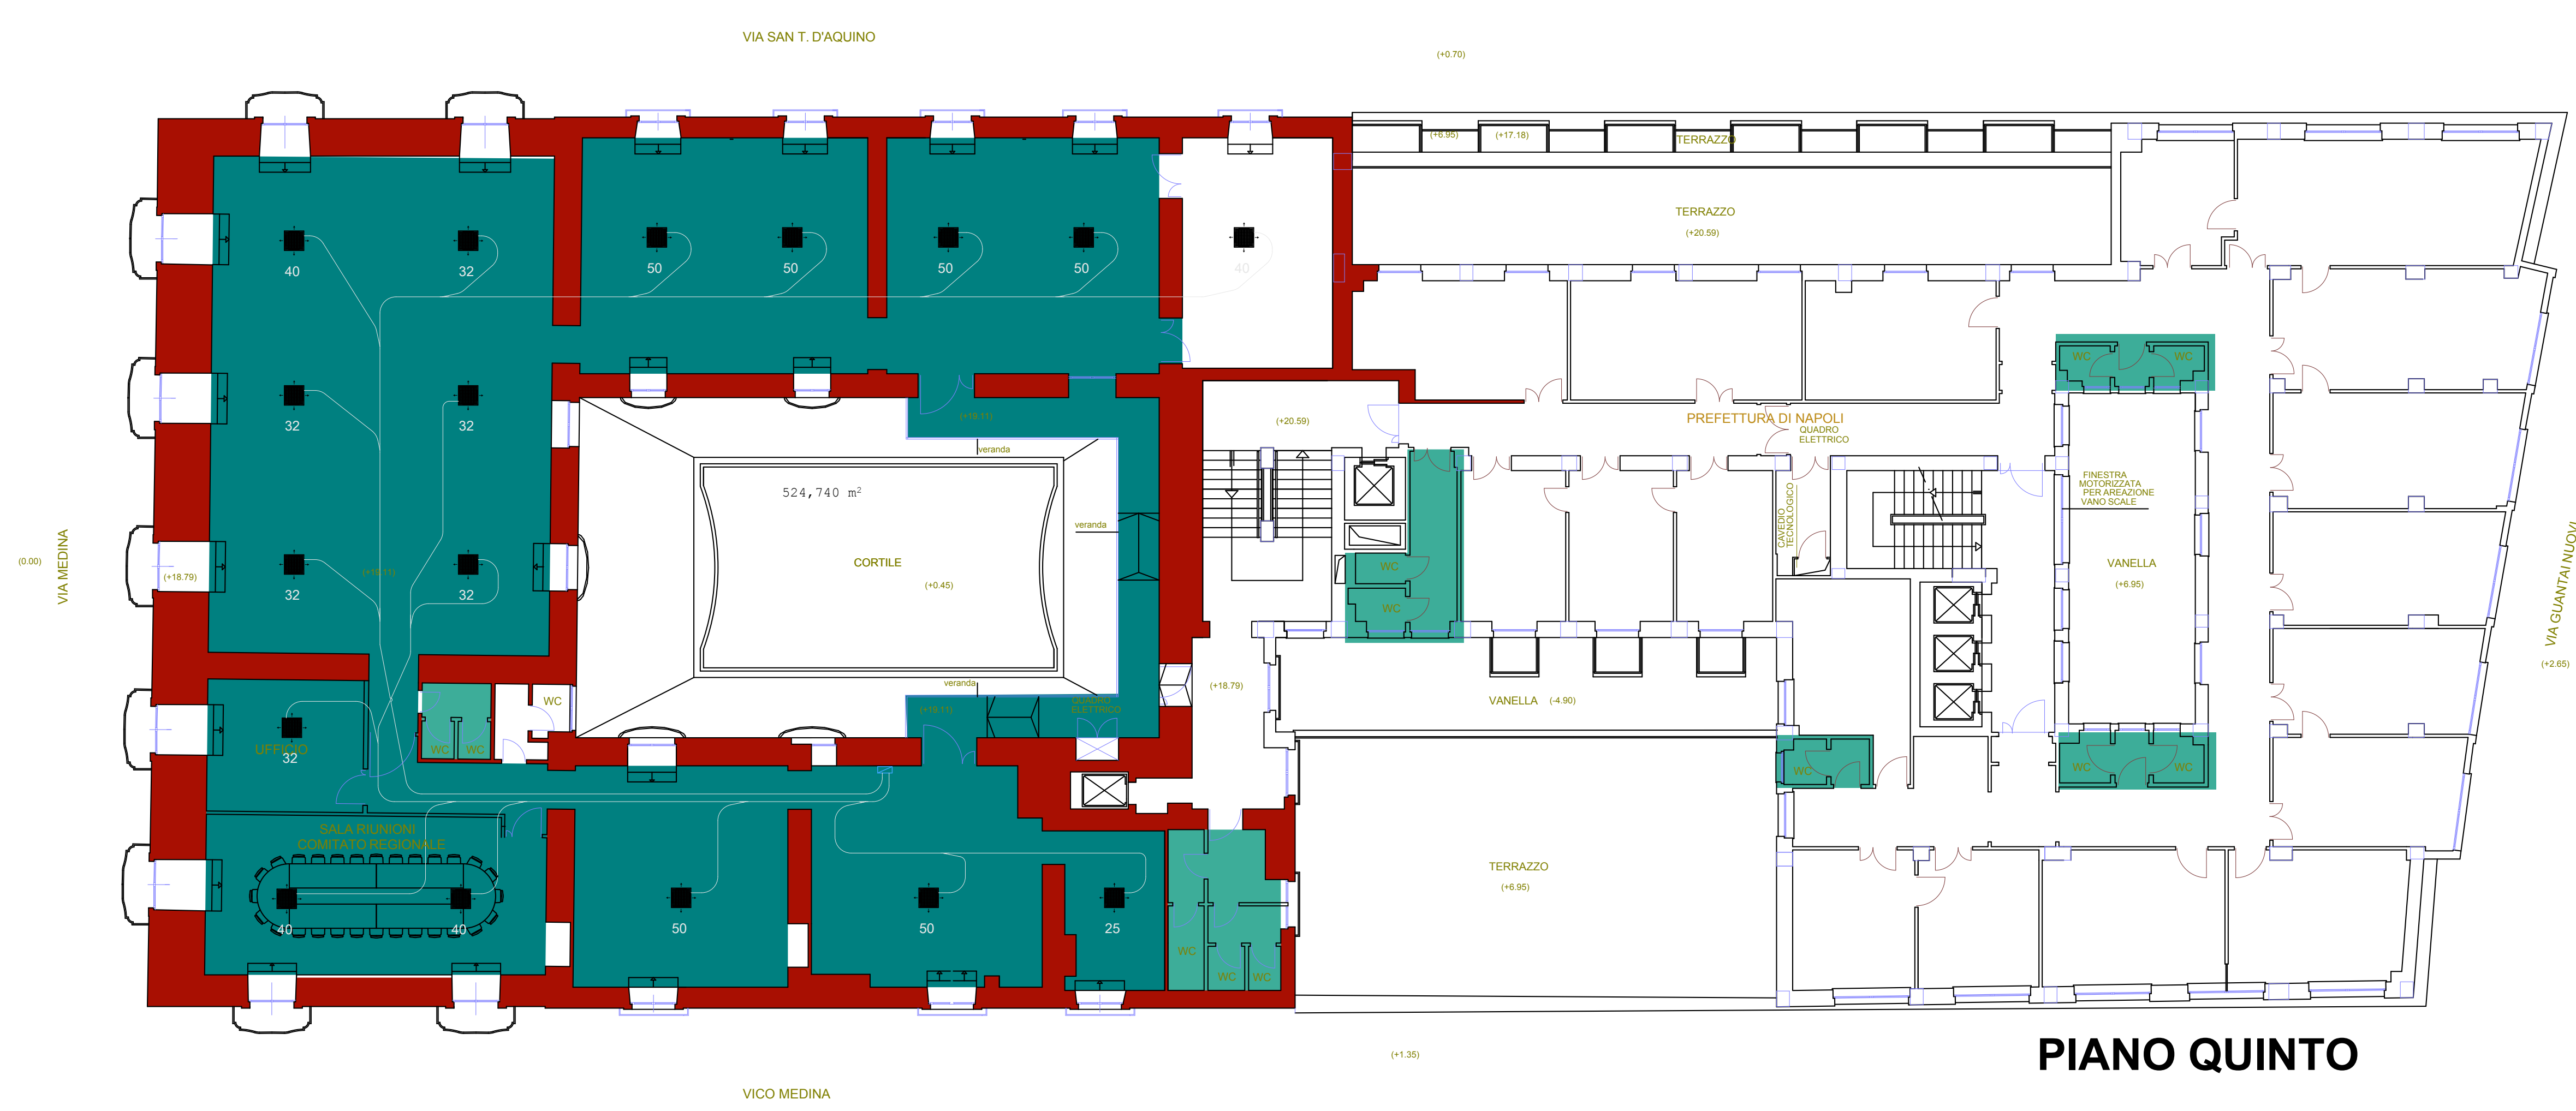 VIA SAN T. D'AQUINO
(+0.70)
(+6.95)
(+17.18)
TERRAZZO
TERRAZZO
(+20.59)
40
32
50
50
50
50
40
WC
WC
PREFETTURA DI NAPOLI
QUADRO
ELETTRICO
(+19.11)
(+20.59)
32
32
veranda
524,740 m²
veranda
FINESTRA
MOTORIZZATA
PER AREAZIONE
VANO SCALE
CAVEDIO
TECNOLOGICO
(0.00)
VIA MEDINA
(+18.79)
(+19.11)
32
32
CORTILE
(+0.45)
WC
WC
VANELLA
(+6.95)
VIA GUANTAI NUOVI
(+2.65)
veranda
(+18.79)
WC
(+19.11)
QUADRO
ELETTRICO
VANELLA
(-4.90)
UFFICIO
32
WC
WC
WC
WC
WC
SALA RIUNIONI
COMITATO REGIONALE
TERRAZZO
(+6.95)
40
40
50
50
25
WC
WC
WC
PIANO QUINTO
(+1.35)
VICO MEDINA